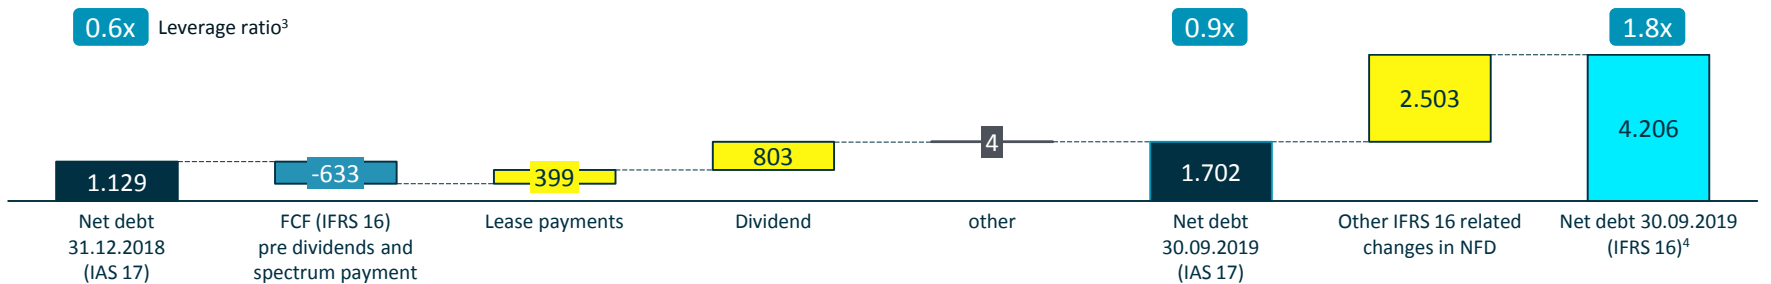 0.6x Leverage ratio³ 0.9x 1.8x
2.503
4.206
4
803
1.129 -633 399 1.702
Net debt FCF (IFRS 16) Lease payments Dividend other Net debt Other IFRS 16 related Net debt 30.09.2019
31.12.2018 pre dividends and 30.09.2019 changes in NFD (IFRS 16)⁴
(IAS 17) spectrum payment (IAS 17)